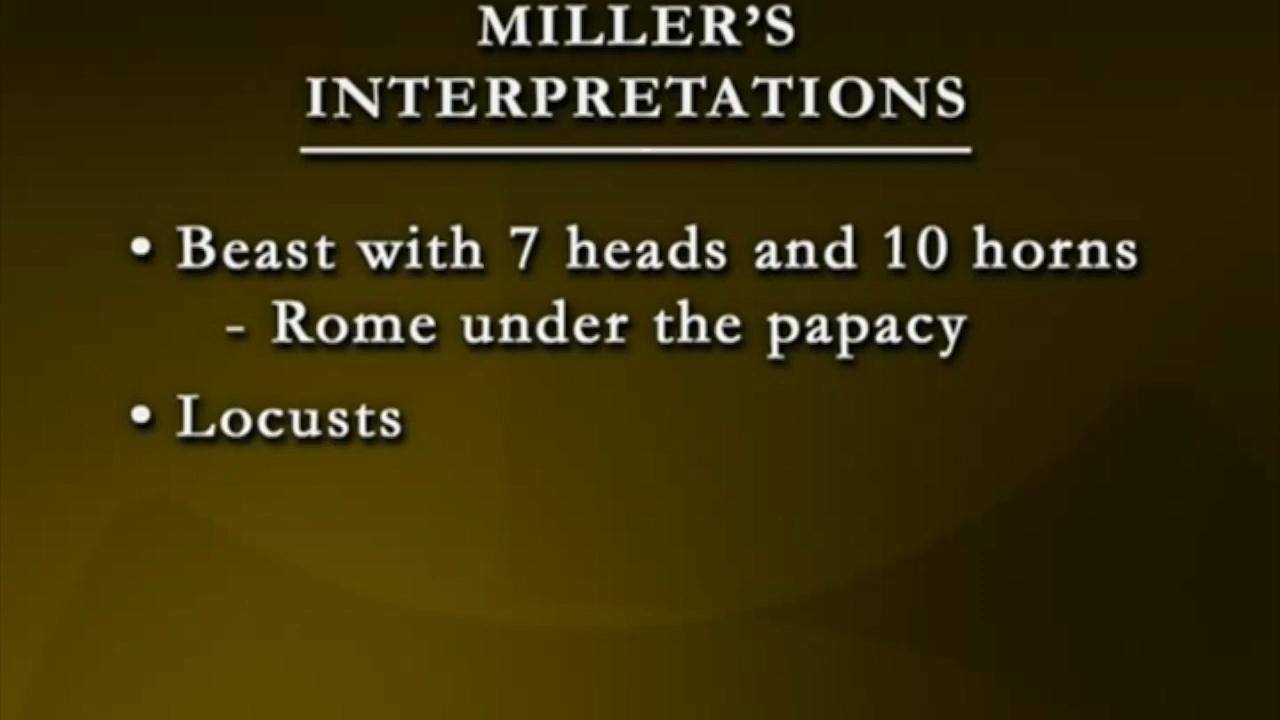 MILLER’S
INTERPRETATIONS
• Beast with 7 heads and 10 horns
- Rome under the papacy
• Locusts